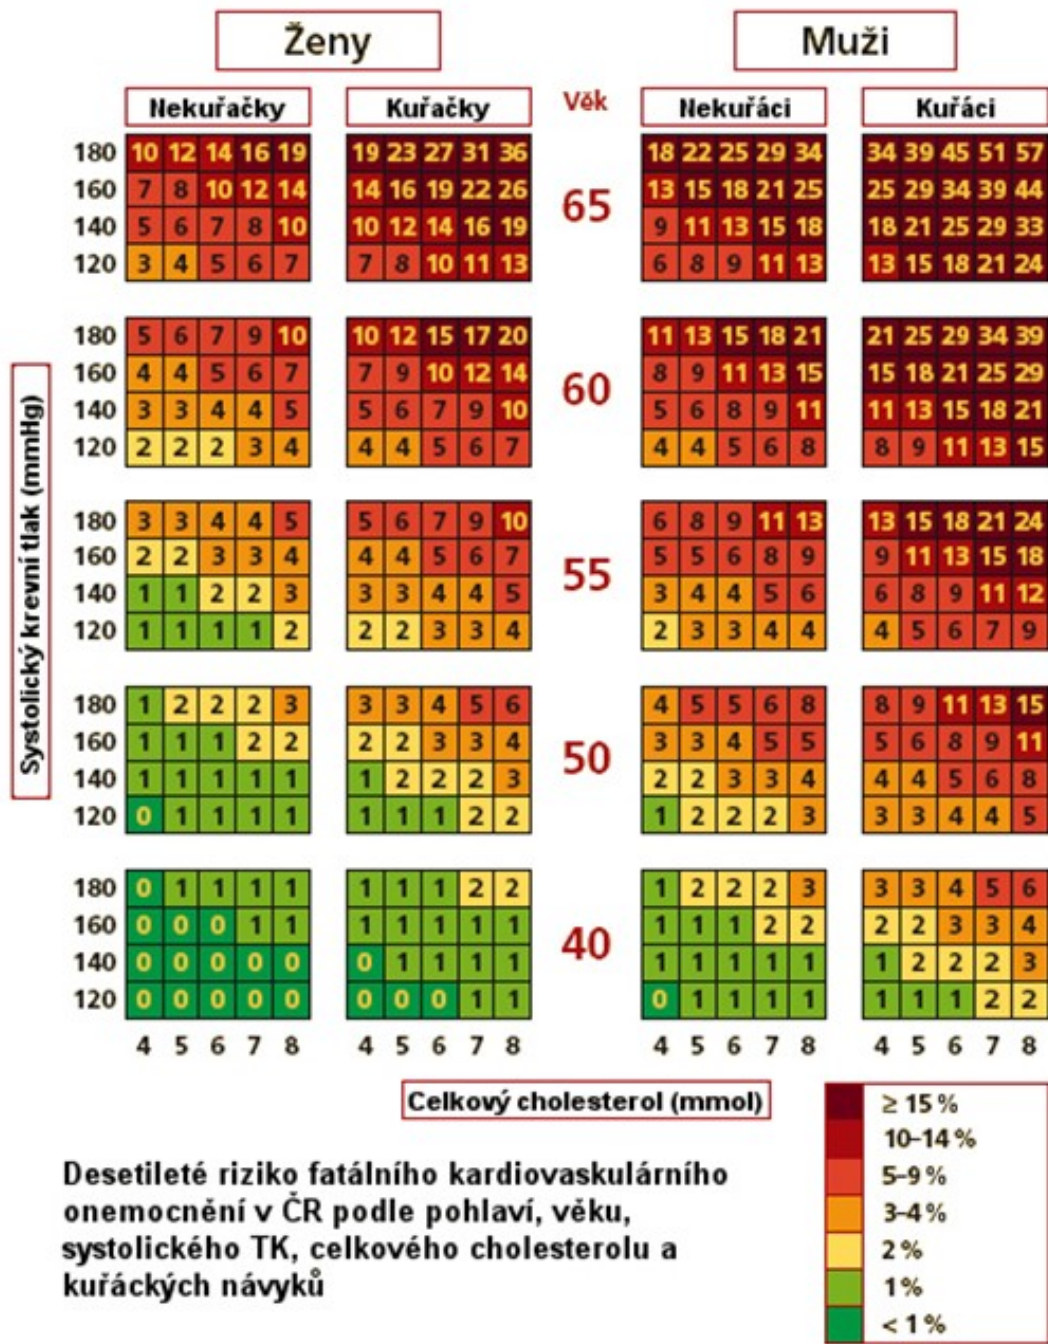 Ženy Muži
Nekuřačky Kuřačky Věk Nekuřáci Kuřáci
180 10 12 14 16 19 19 23 27 31 36 18 22 25 29 34 34 39 45 51 57
160 7 8 10 12 14 14 16 19 22 26 13 15 18 21 25 25 29 34 39 44
65
140 5 6 7 8 10 10 12 14 16 19 9 11 13 15 18 18 21 25 29 33
120 3 4 5 6 7 7 8 10 11 13 6 8 9 11 13 13 15 18 21 24
180 5 6 7 9 10 10 12 15 17 20 11 13 15 18 21 21 25 29 34 39
160 4 4 5 6 7 7 9 10 12 14 8 9 11 13 15 15 18 21 25 29
60
140 3 3 4 4 5 5 6 7 9 10 5 6 8 9 11 11 13 15 18 21
120 2 2 2 3 4 4 4 5 6 7 4 4 5 6 8 8 9 11 13 15
Systolický krevní tlak (mmHg)
180 3 3 4 4 5 5 6 7 9 10 6 8 9 11 13 13 15 18 21 24
160 2 2 3 3 4 4 4 5 6 7 5 5 6 8 9 9 11 13 15 18
55
140 1 1 2 2 3 3 3 4 4 5 3 4 4 5 6 6 8 9 11 12
120 1 1 1 1 2 2 2 3 3 4 2 3 3 4 4 4 5 6 7 9
180 1 2 2 2 3 3 3 4 5 6 4 5 5 6 8 8 9 11 13 15
160 1 1 1 2 2 2 2 3 3 4 3 3 4 5 5 5 6 8 9 11
50
140 1 1 1 1 1 1 2 2 2 3 2 2 3 3 4 4 4 5 6 8
120 0 1 1 1 1 1 1 1 2 2 1 2 2 2 3 3 3 4 4 5
180 0 1 1 1 1 1 1 1 2 2 1 2 2 2 3 3 3 4 5 6
160 0 0 0 1 1 1 1 1 1 1 1 1 1 2 2 2 2 3 3 4
40
140 0 0 0 0 0 0 1 1 1 1 1 1 1 1 1 1 2 2 2 3
120 0 0 0 0 0 0 0 0 1 1 0 1 1 1 1 1 1 1 2 2
4 5 6 7 8 4 5 6 7 8 4 5 6 7 8 4 5 6 7 8
Celkový cholesterol (mmol)
≥ 15 %
10–14 %
5–9 %
3–4 %
2 %
1 %
< 1 %
Desetileté riziko fatálního kardiovaskulárního
onemocnění v ČR podle pohlaví, věku,
systolického TK, celkového cholesterolu a
kuřáckých návyků